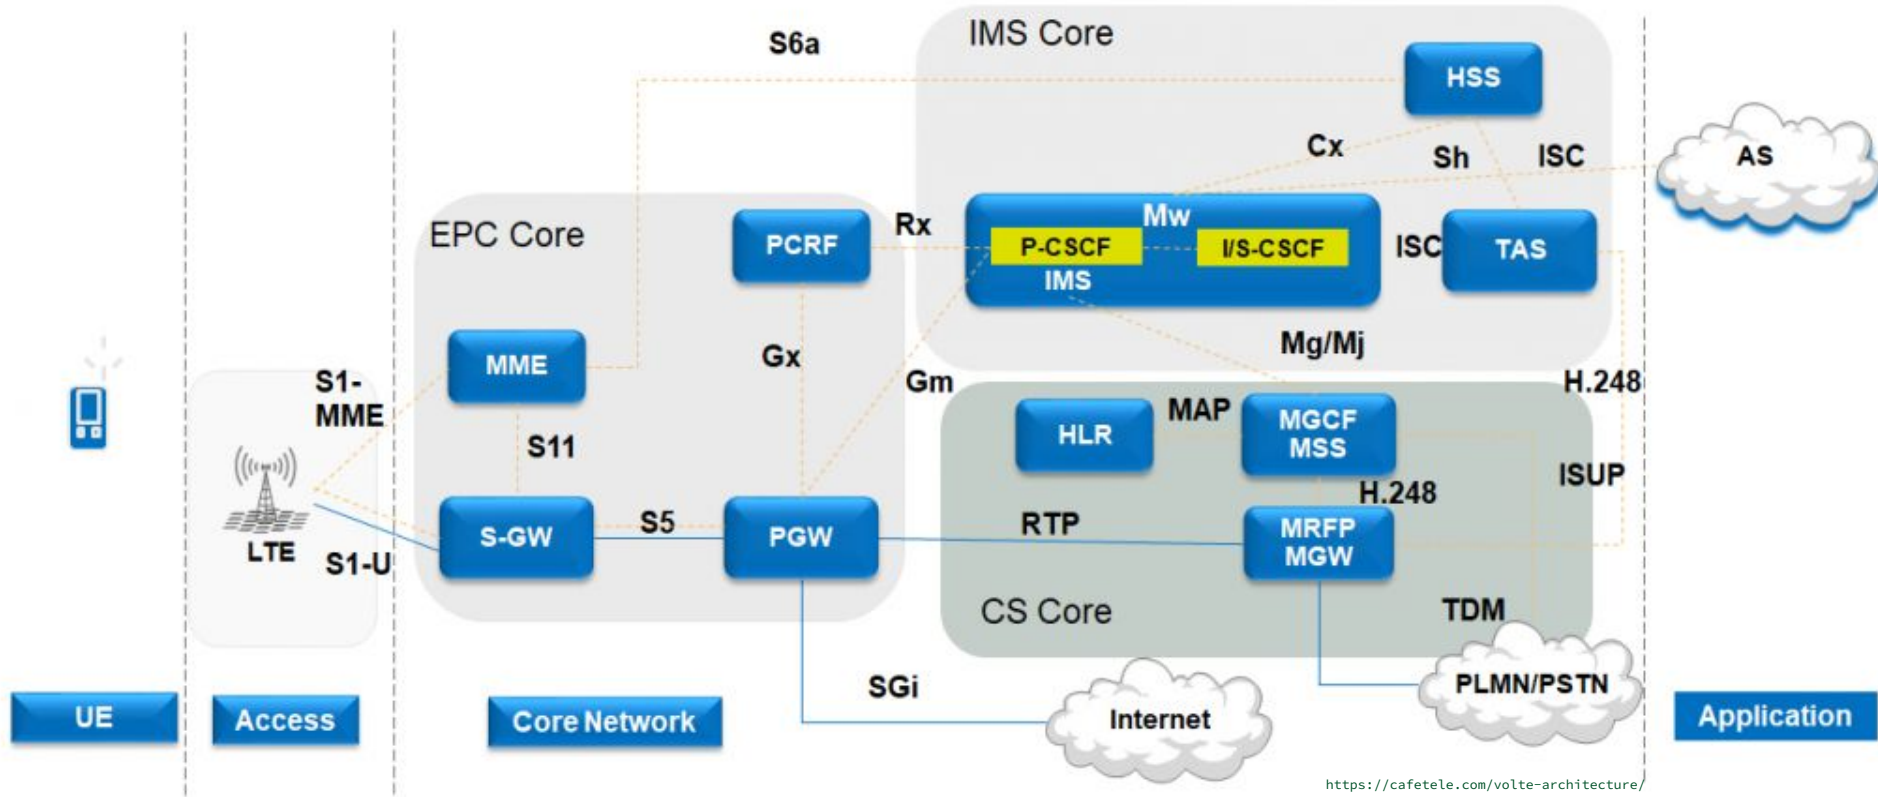 IMS Core
S6a
HSS
Cx
Sh
ISC
AS
EPC Core
PCRF
Rx
Mw
P-CSCF
I/S-CSCF
IMS
ISC
TAS
MME
Gx
Gm
Mg/Mj
S1-
MME
H.248
HLR
MAP
MGCF
MSS
S11
H.248
ISUP
LTE
S1-U
S-GW
S5
PGW
RTP
MRFP
MGW
CS Core
TDM
PLMN/PSTN
SGi
Internet
UE
Access
Core Network
Application
https://cafetele.com/volte-architecture/